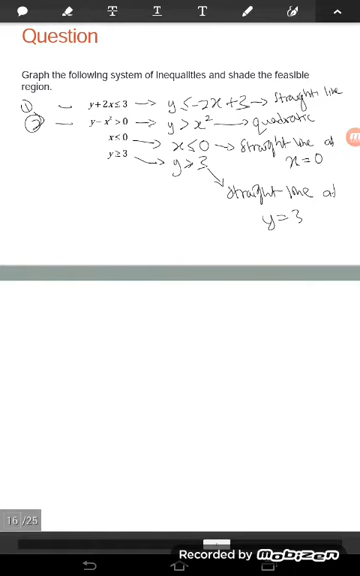 Question
Graph the following system of Inequalities and shade the feasible
region.
① – y + 2x ≤ 3 → y ≤ -2x + 3 → Straight line
② – y – x² > 0 → y > x² → quadratic
x < 0 → x ≤ 0 → Straight line at
x = 0
y ≥ 3 → y ≥ 3
Straight line at
y = 3
16 /25
RECORDED BY mobizen